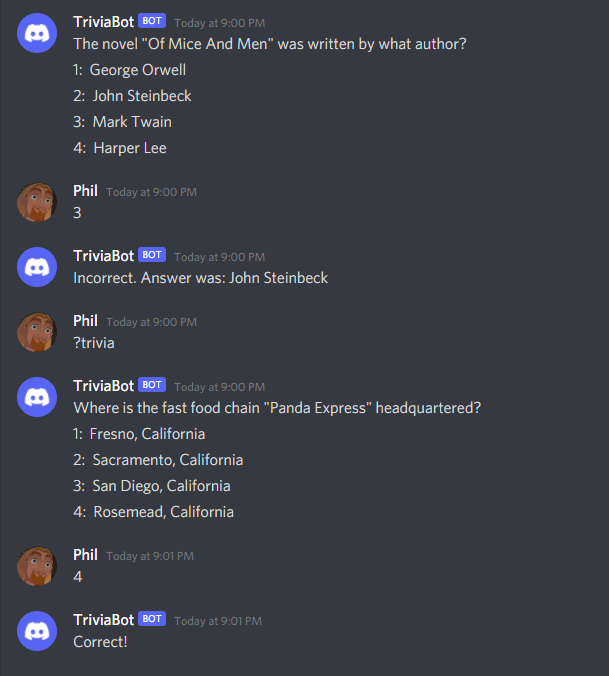 TriviaBot BOT Today at 9:00 PM
The novel "Of Mice And Men" was written by what author?
1: George Orwell
2: John Steinbeck
3: Mark Twain
4: Harper Lee
Phil Today at 9:00 PM
3
TriviaBot BOT Today at 9:00 PM
Incorrect. Answer was: John Steinbeck
Phil Today at 9:00 PM
?trivia
TriviaBot BOT Today at 9:00 PM
Where is the fast food chain "Panda Express" headquartered?
1: Fresno, California
2: Sacramento, California
3: San Diego, California
4: Rosemead, California
Phil Today at 9:01 PM
4
TriviaBot BOT Today at 9:01 PM
Correct!